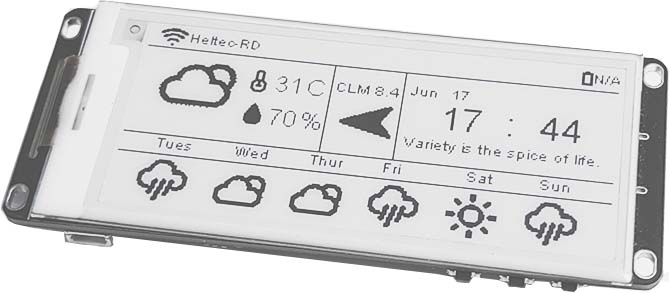 Heltec-RD
N/A
31C
70%
CLM 8.4
Jun 17
17 : 44
Variety is the spice of life.
Tues Wed Thur Fri Sat Sun